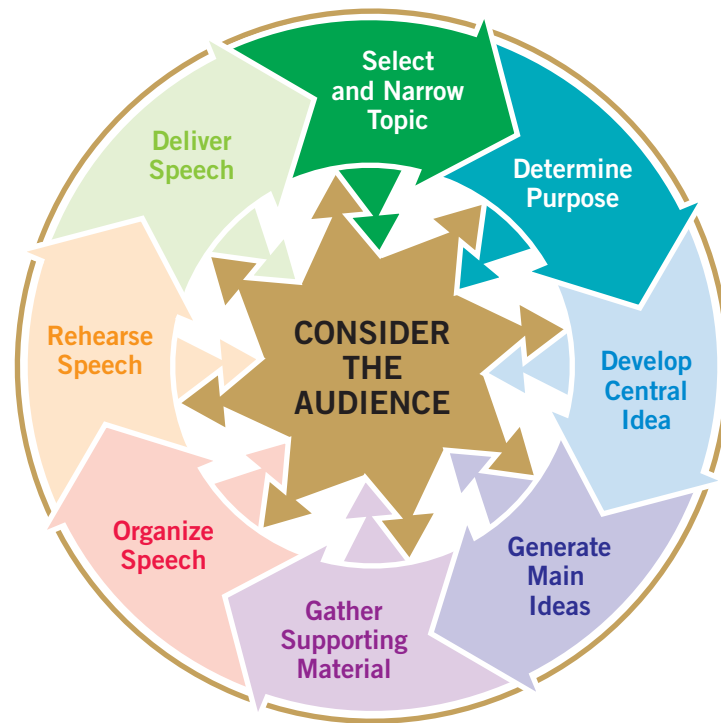 Select
and Narrow
Topic
Determine
Purpose
Develop
Central
Idea
Generate
Main
Ideas
Gather
Supporting
Material
Organize
Speech
Rehearse
Speech
Deliver
Speech
CONSIDER
THE
AUDIENCE